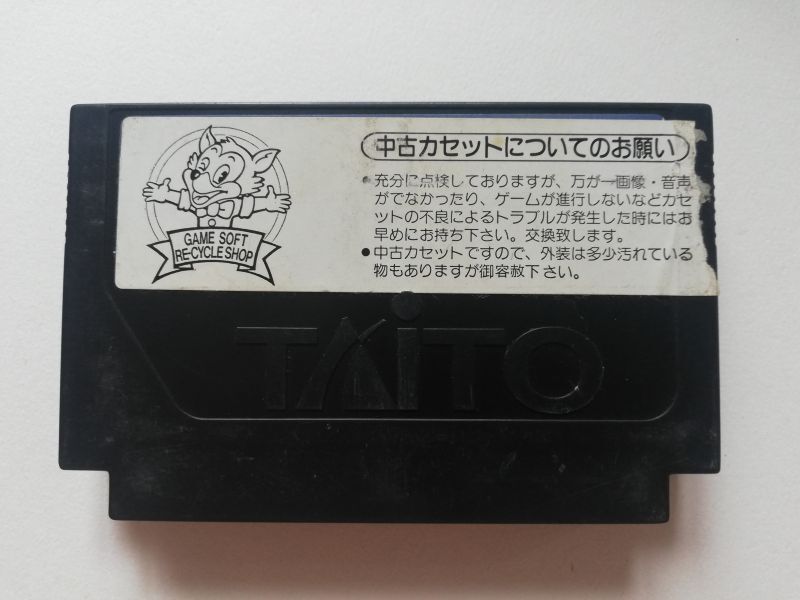 中古カセットについてのお願い
GAME SOFT
RE-CYCLE SHOP
•充分に点検しておりますが、万が一画像・音声
がでなかったり、ゲームが進行しないなどカセ
ットの不良によるトラブルが発生した時にはお
早めにお持ち下さい。交換致します。
●中古カセットですので、外装は多少汚れている
物もありますが御容赦下さい。
TAITO